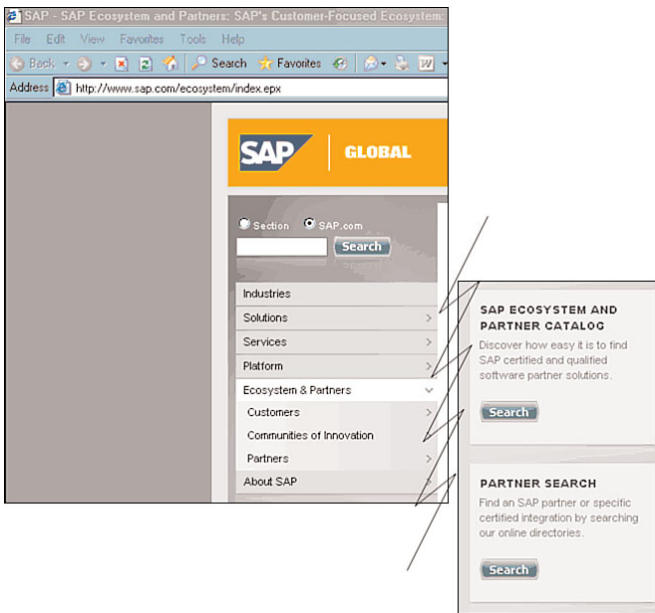 SAP - SAP Ecosystem and Partners: SAP's Customer-Focused Ecosystem:
File Edit View Favorites Tools Help
Back Search Favorites W
Address http://www.sap.com/ecosystem/index.epx
SAP GLOBAL
Section SAP.com
Search
Industries
Solutions
Services
Platform
Ecosystem & Partners
Customers
Communities of Innovation
Partners
About SAP
SAP ECOSYSTEM AND
PARTNER CATALOG
Discover how easy it is to find
SAP certified and qualified
software partner solutions.
Search
PARTNER SEARCH
Find an SAP partner or specific
certified integration by searching
our online directories.
Search